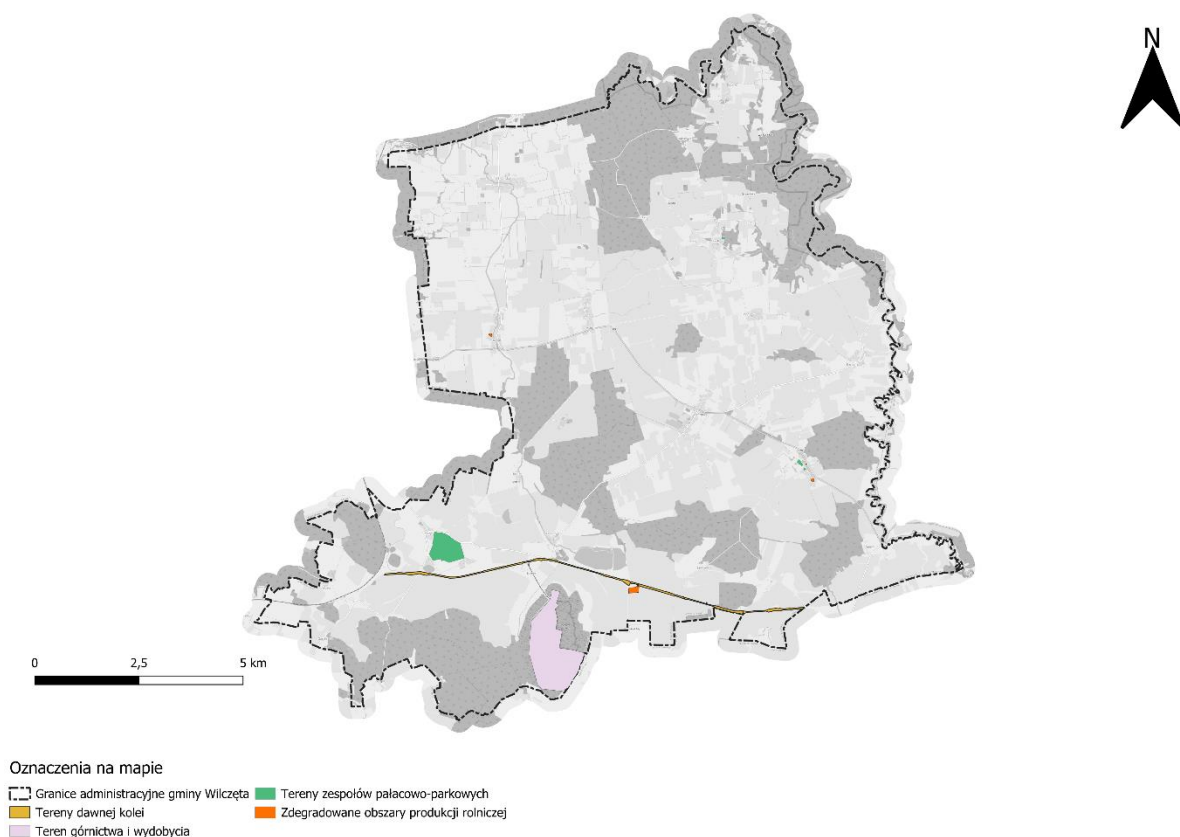 N
0 2,5 5 km
Oznaczenia na mapie
Granice administracyjne gminy Wilczęta Tereny zespołów pałacowo-parkowych
Tereny dawnej kolei Zdegradowane obszary produkcji rolniczej
Teren górnictwa i wydobycia